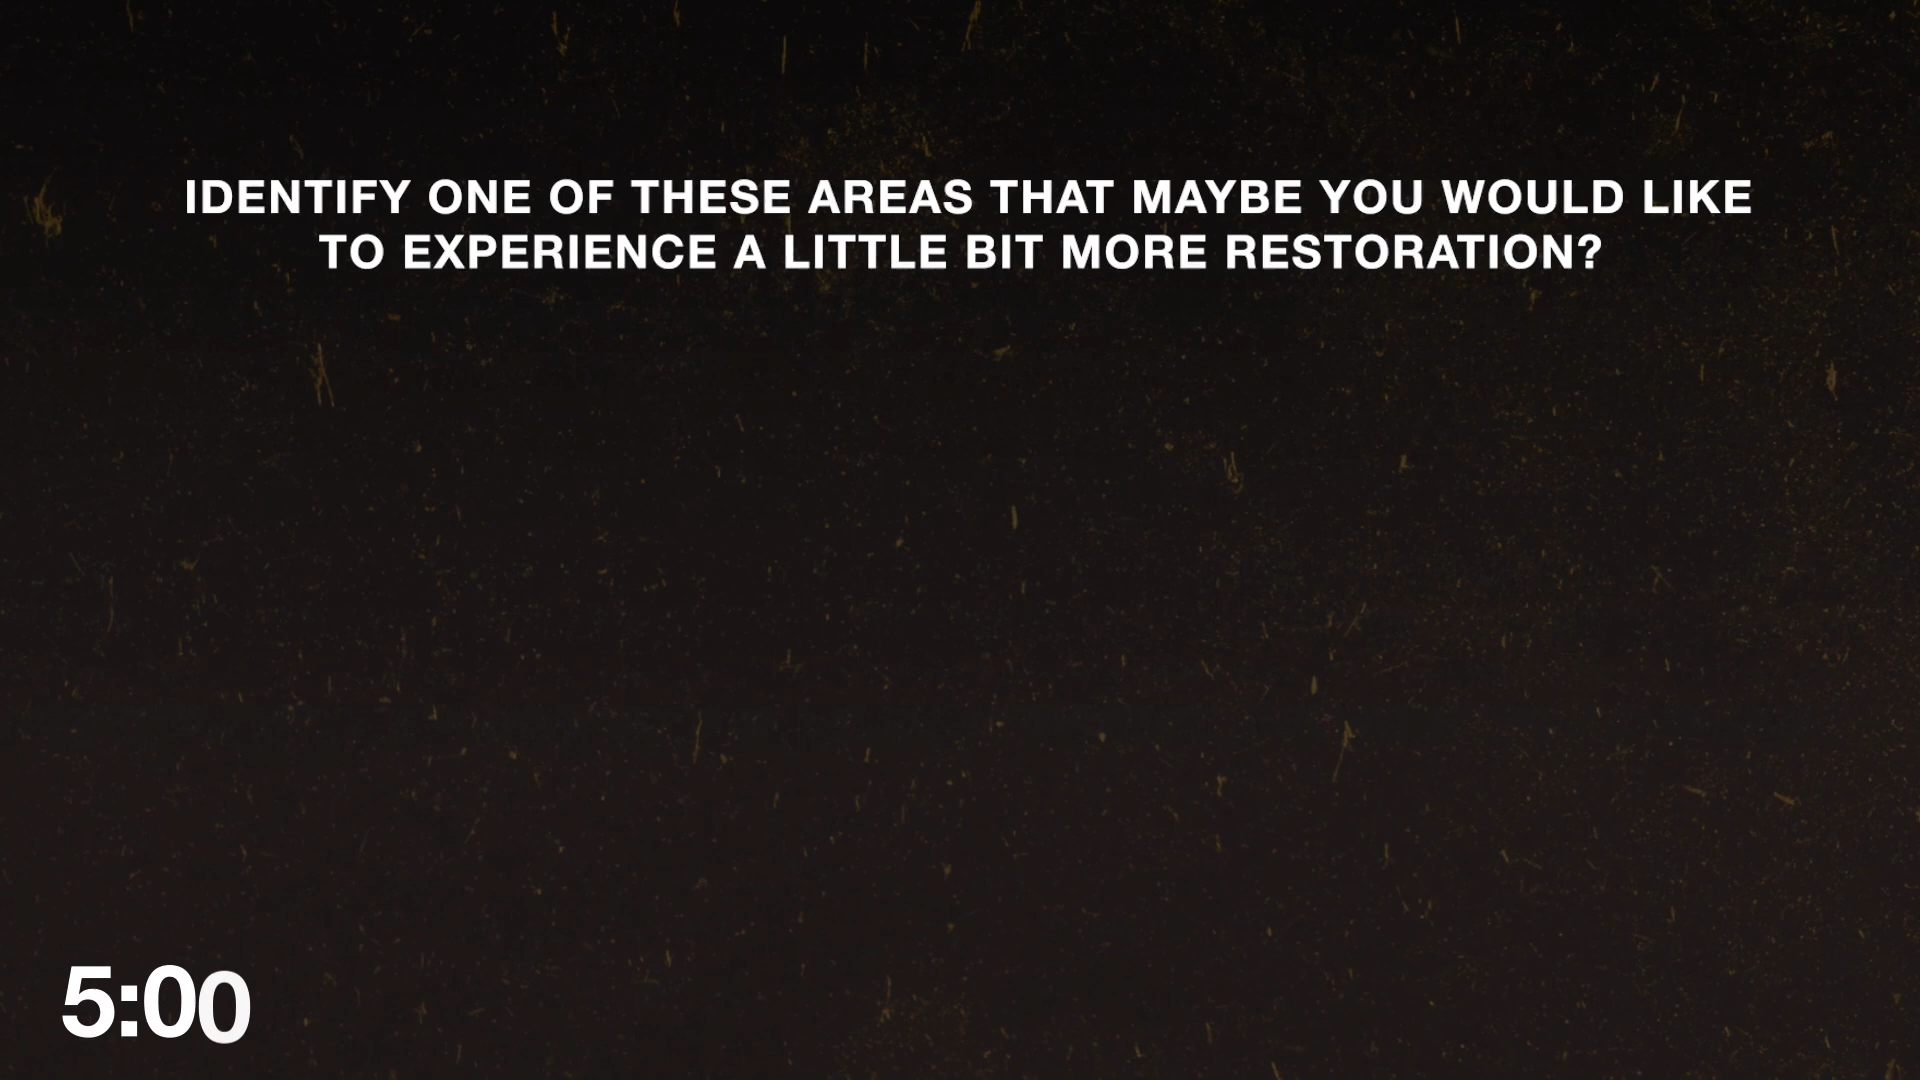 IDENTIFY ONE OF THESE AREAS THAT MAYBE YOU WOULD LIKE
TO EXPERIENCE A LITTLE BIT MORE RESTORATION?
5:00